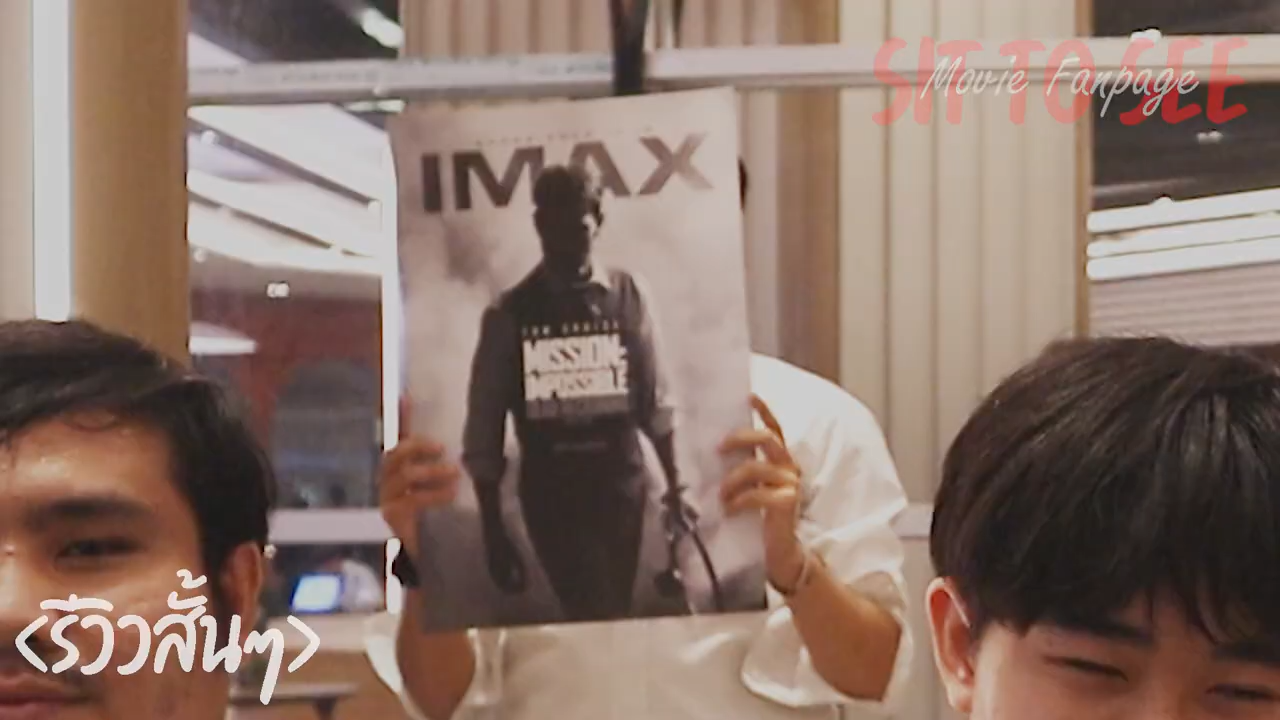 SIT TO SEE
Movie Fanpage
IMAX
TOM CRUISE
MISSION:
IMPOSSIBLE
<รีวิวสั้นๆ>